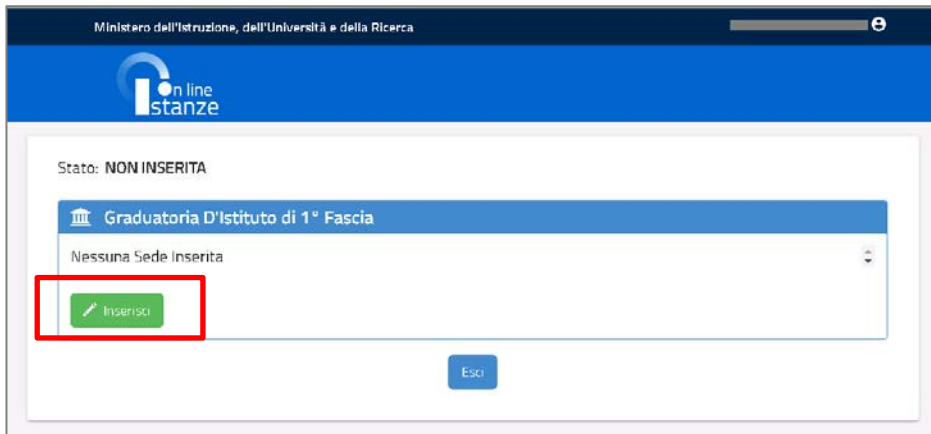 Ministero dell'Istruzione, dell'Università e della Ricerca
On line
Istanze
Stato: NON INSERITA
Graduatoria D'Istituto di 1° Fascia
Nessuna Sede Inserita
Inserisci
Esci